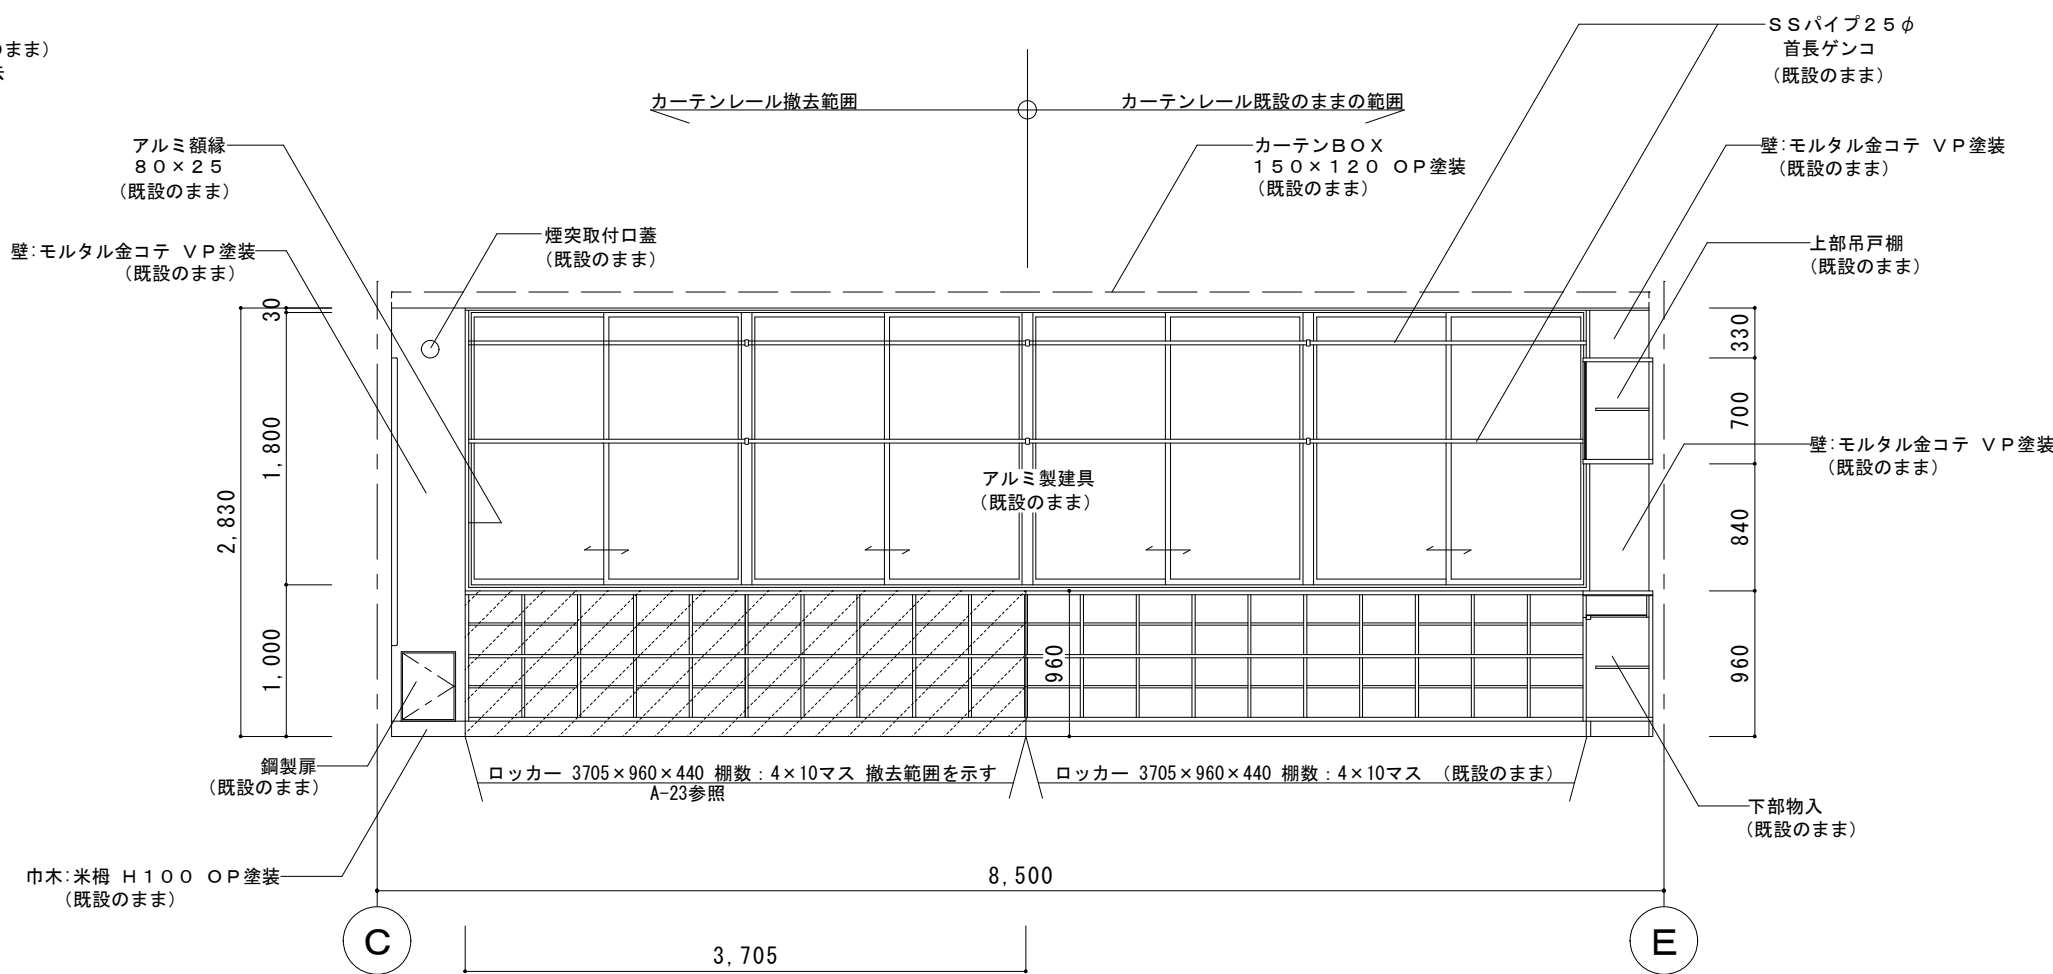 のまま）
カーテンレール撤去範囲
カーテンレール既設のままの範囲
ＳＳパイプ２５φ
首長ゲンコ
（既設のまま）
アルミ額縁
８０×２５
（既設のまま）
カーテンＢＯＸ
１５０×１２０ ＯＰ塗装
（既設のまま）
壁:モルタル金コテ ＶＰ塗装
（既設のまま）
煙突取付口蓋
（既設のまま）
壁:モルタル金コテ ＶＰ塗装
（既設のまま）
上部吊戸棚
（既設のまま）
30
1,800
2,830
1,000
330
700
840
960
壁:モルタル金コテ ＶＰ塗装
（既設のまま）
アルミ製建具
（既設のまま）
960
鋼製扉
（既設のまま）
ロッカー 3705×960×440 棚数：4×10マス 撤去範囲を示す
A-23参照
ロッカー 3705×960×440 棚数：4×10マス （既設のまま）
下部物入
（既設のまま）
巾木:米栂 Ｈ１００ ＯＰ塗装
（既設のまま）
8,500
C
E
3,705